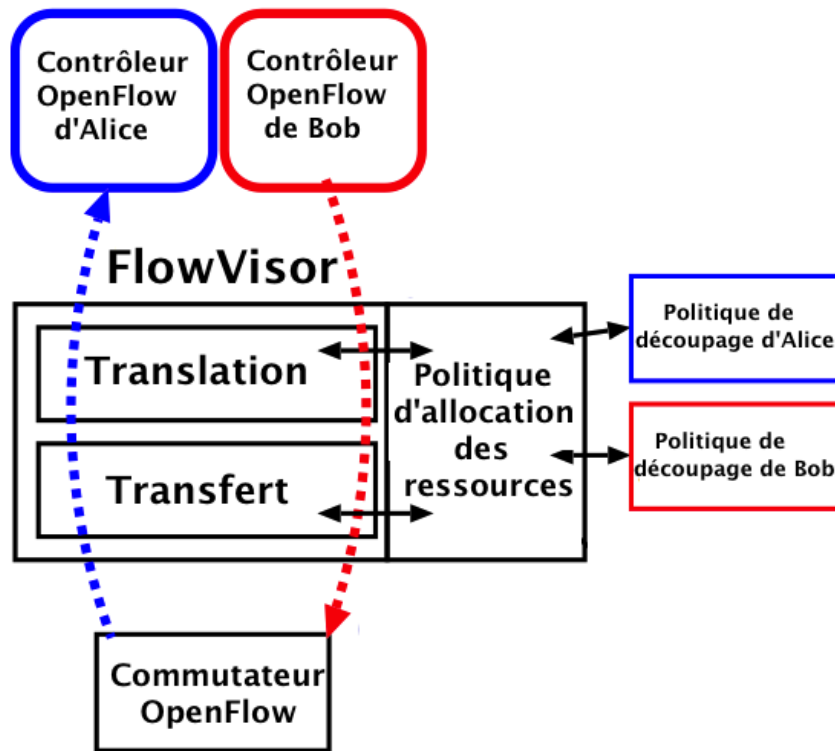 Contrôleur
OpenFlow
d'Alice
Contrôleur
OpenFlow
de Bob
FlowVisor
Translation
Transfert
Politique
d'allocation
des
ressources
Politique de
découpage d'Alice
Politique de
découpage de Bob
Commutateur
OpenFlow